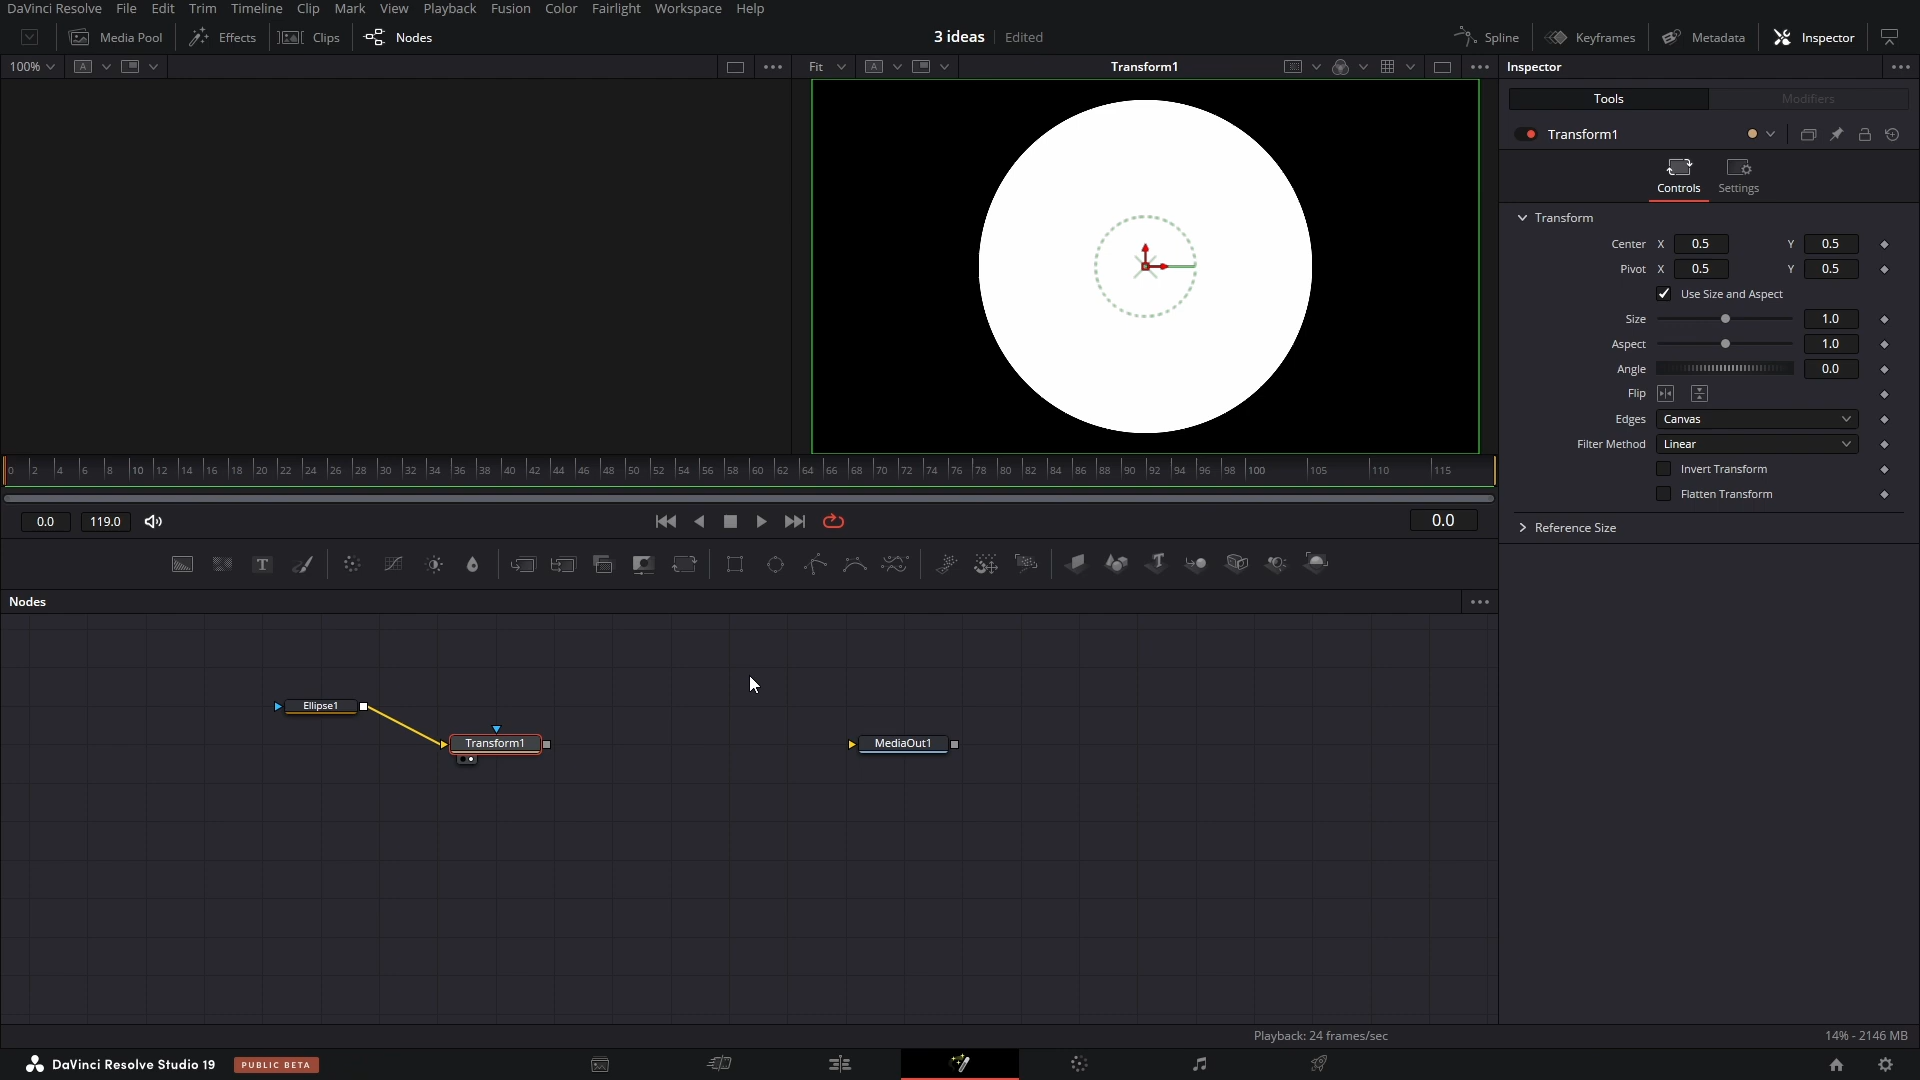 DaVinci Resolve File Edit Trim Timeline Clip Mark View Playback Fusion Color Fairlight Workspace Help
Media Pool Effects Clips Nodes 3 ideas Edited Spline Keyframes Metadata Inspector
100% A Fit A Transform1 Inspector
Tools Modifiers
Transform1
Controls Settings
Transform
Center X 0.5 Y 0.5
Pivot X 0.5 Y 0.5
Use Size and Aspect
Size 1.0
Aspect 1.0
Angle 0.0
Flip
Edges Canvas
Filter Method Linear
Invert Transform
Flatten Transform
Reference Size
0 2 4 6 8 10 12 14 16 18 20 22 24 26 28 30 32 34 36 38 40 42 44 46 48 50 52 54 56 58 60 62 64 66 68 70 72 74 76 78 80 82 84 86 88 90 92 94 96 98 100 105 110 115
0.0 119.0 0.0
T T
Nodes
Ellipse1
Transform1 MediaOut1
Playback: 24 frames/sec 14% - 2146 MB
DaVinci Resolve Studio 19 PUBLIC BETA